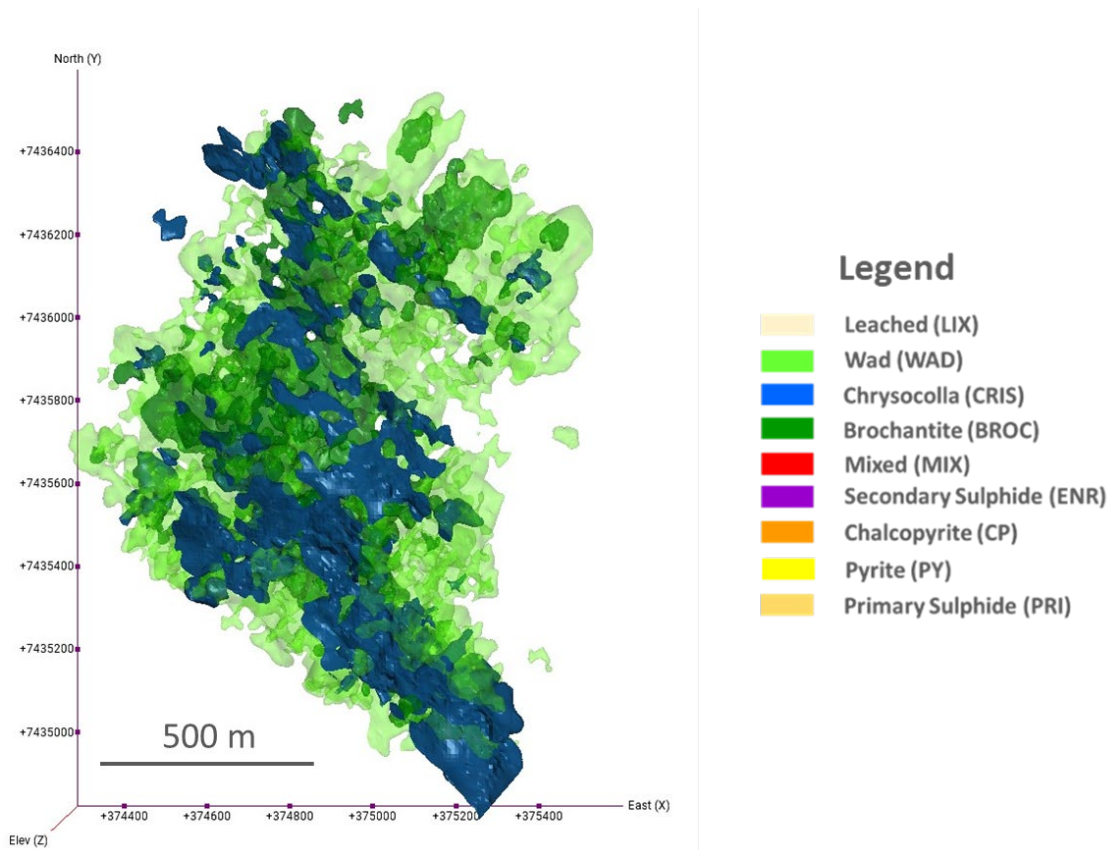 North (Y)
+7436400
+7436200
+7436000
+7435800
+7435600
+7435400
+7435200
+7435000
500 m
+374400
+374600
+374800
+375000
+375200
+375400
East (X)
Elev (Z)
Legend
Leached (LIX)
Wad (WAD)
Chrysocolla (CRIS)
Brochantite (BROC)
Mixed (MIX)
Secondary Sulphide (ENR)
Chalcopyrite (CP)
Pyrite (PY)
Primary Sulphide (PRI)